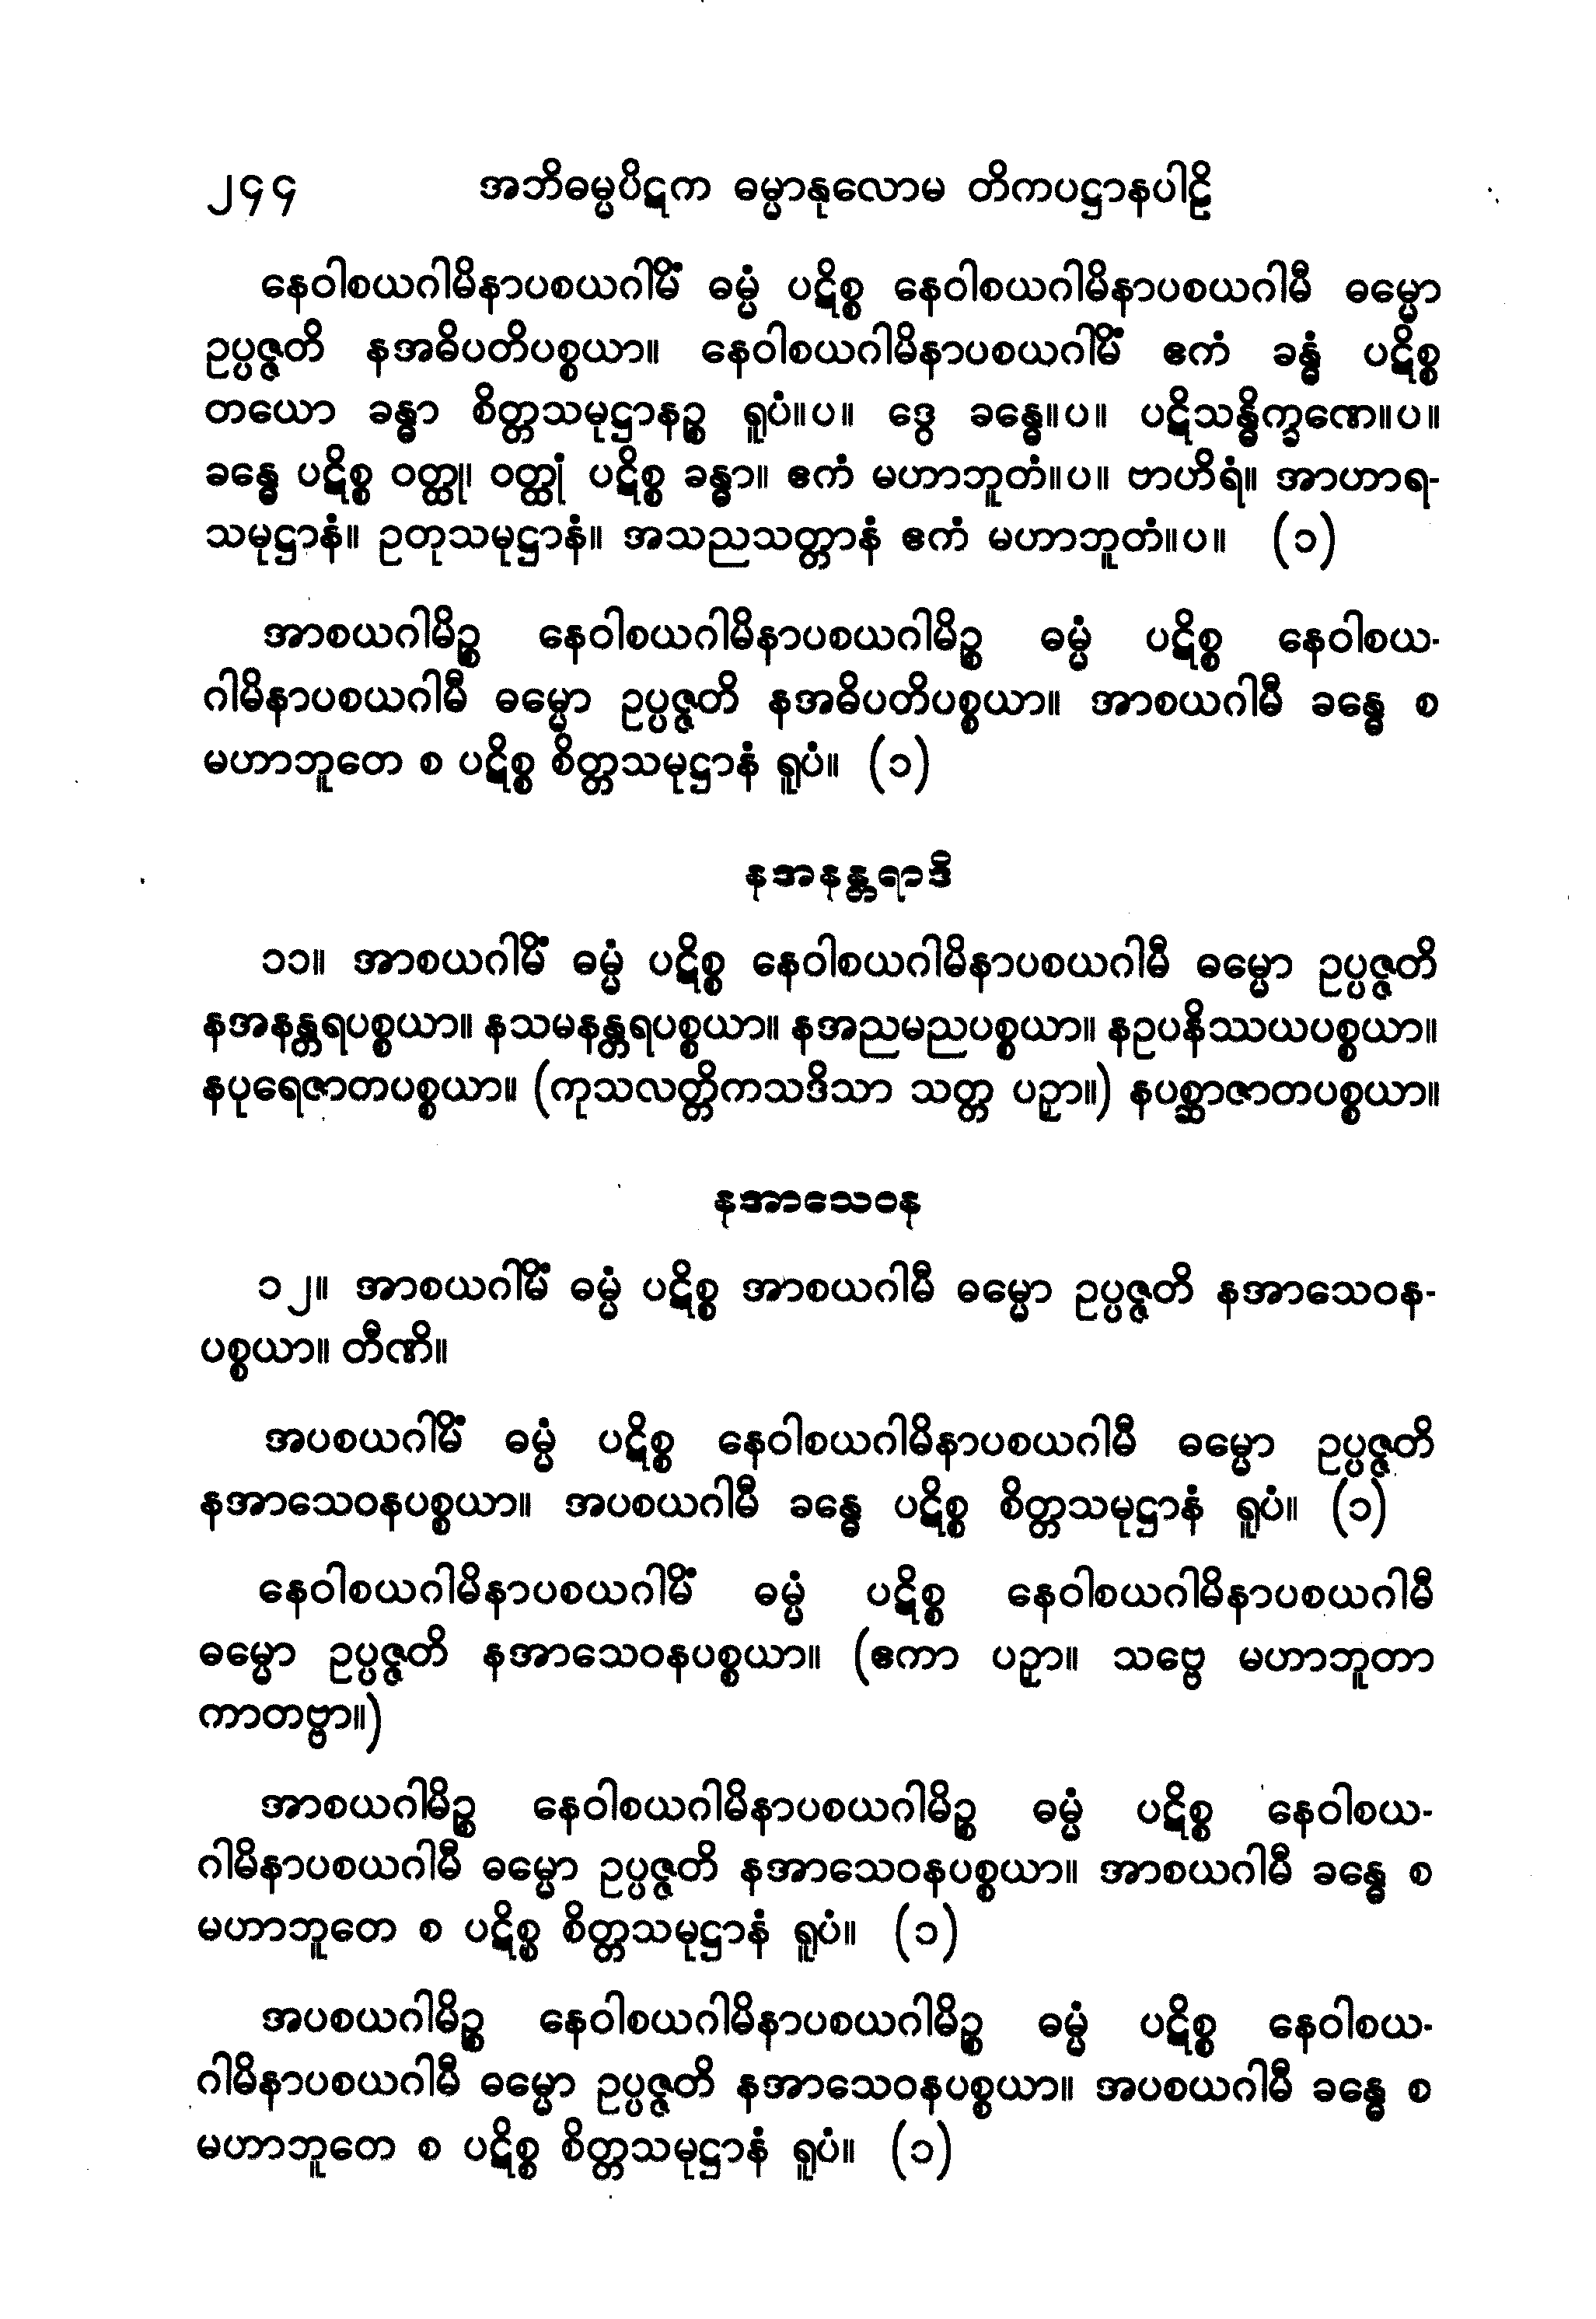 ၂၄၄ အဘိဓမ္မပိဋက ဓမ္မာနုလောမ တိကပဋ္ဌာနပါဠိ
နေဝါစယဂါမိနာပစယဂါမိံ ဓမ္မံ ပဋိစ္စ နေဝါစယဂါမိနာပစယဂါမီ ဓမ္မော
ဥပ္ပဇ္ဇတိ နအဓိပတိပစ္စယာ။ နေဝါစယဂါမိနာပစယဂါမိံ ဧကံ ခန္ဓံ ပဋိစ္စ
တယော ခန္ဓာ စိတ္တသမုဋ္ဌာနဉ္စ ရူပံ။ပ။ ဒွေ ခန္ဓေ။ပ။ ပဋိသန္ဓိက္ခဏေ။ပ။
ခန္ဓေ ပဋိစ္စ ဝတ္ထု၊ ဝတ္ထုံ ပဋိစ္စ ခန္ဓာ။ ဧကံ မဟာဘူတံ။ပ။ ဗာဟိရံ။ အာဟာရ-
သမုဋ္ဌာနံ။ ဥတုသမုဋ္ဌာနံ။ အသညသတ္တာနံ ဧကံ မဟာဘူတံ။ပ။ (၁)
အာစယဂါမိဉ္စ နေဝါစယဂါမိနာပစယဂါမိဉ္စ ဓမ္မံ ပဋိစ္စ နေဝါစယ-
ဂါမိနာပစယဂါမီ ဓမ္မော ဥပ္ပဇ္ဇတိ နအဓိပတိပစ္စယာ။ အာစယဂါမီ ခန္ဓေ စ
မဟာဘူတေ စ ပဋိစ္စ စိတ္တသမုဋ္ဌာနံ ရူပံ။ (၁)
နအနန္တရာဒိ
၁၁။ အာစယဂါမိံ ဓမ္မံ ပဋိစ္စ နေဝါစယဂါမိနာပစယဂါမီ ဓမ္မော ဥပ္ပဇ္ဇတိ
နအနန္တရပစ္စယာ။ နသမနန္တရပစ္စယာ။ နအညမညပစ္စယာ။ နဥပနိဿယပစ္စယာ။
နပုရေဇာတပစ္စယာ။ (ကုသလတ္တိကသဒိသာ သတ္တ ပဉှာ။) နပစ္ဆာဇာတပစ္စယာ။
နအာသေဝန
၁၂။ အာစယဂါမိံ ဓမ္မံ ပဋိစ္စ အာစယဂါမီ ဓမ္မော ဥပ္ပဇ္ဇတိ နအာသေဝန-
ပစ္စယာ။ တီဏိ။
အပစယဂါမိံ ဓမ္မံ ပဋိစ္စ နေဝါစယဂါမိနာပစယဂါမီ ဓမ္မော ဥပ္ပဇ္ဇတိ
နအာသေဝနပစ္စယာ။ အပစယဂါမီ ခန္ဓေ ပဋိစ္စ စိတ္တသမုဋ္ဌာနံ ရူပံ။ (၁)
နေဝါစယဂါမိနာပစယဂါမိံ ဓမ္မံ ပဋိစ္စ နေဝါစယဂါမိနာပစယဂါမီ
ဓမ္မော ဥပ္ပဇ္ဇတိ နအာသေဝနပစ္စယာ။ (ဧကာ ပဉှာ။ သဗ္ဗေ မဟာဘူတာ
ကာတဗ္ဗာ။)
အာစယဂါမိဉ္စ နေဝါစယဂါမိနာပစယဂါမိဉ္စ ဓမ္မံ ပဋိစ္စ နေဝါစယ-
ဂါမိနာပစယဂါမီ ဓမ္မော ဥပ္ပဇ္ဇတိ နအာသေဝနပစ္စယာ။ အာစယဂါမီ ခန္ဓေ စ
မဟာဘူတေ စ ပဋိစ္စ စိတ္တသမုဋ္ဌာနံ ရူပံ။ (၁)
အပစယဂါမိဉ္စ နေဝါစယဂါမိနာပစယဂါမိဉ္စ ဓမ္မံ ပဋိစ္စ နေဝါစယ-
ဂါမိနာပစယဂါမီ ဓမ္မော ဥပ္ပဇ္ဇတိ နအာသေဝနပစ္စယာ။ အပစယဂါမီ ခန္ဓေ စ
မဟာဘူတေ စ ပဋိစ္စ စိတ္တသမုဋ္ဌာနံ ရူပံ။ (၁)